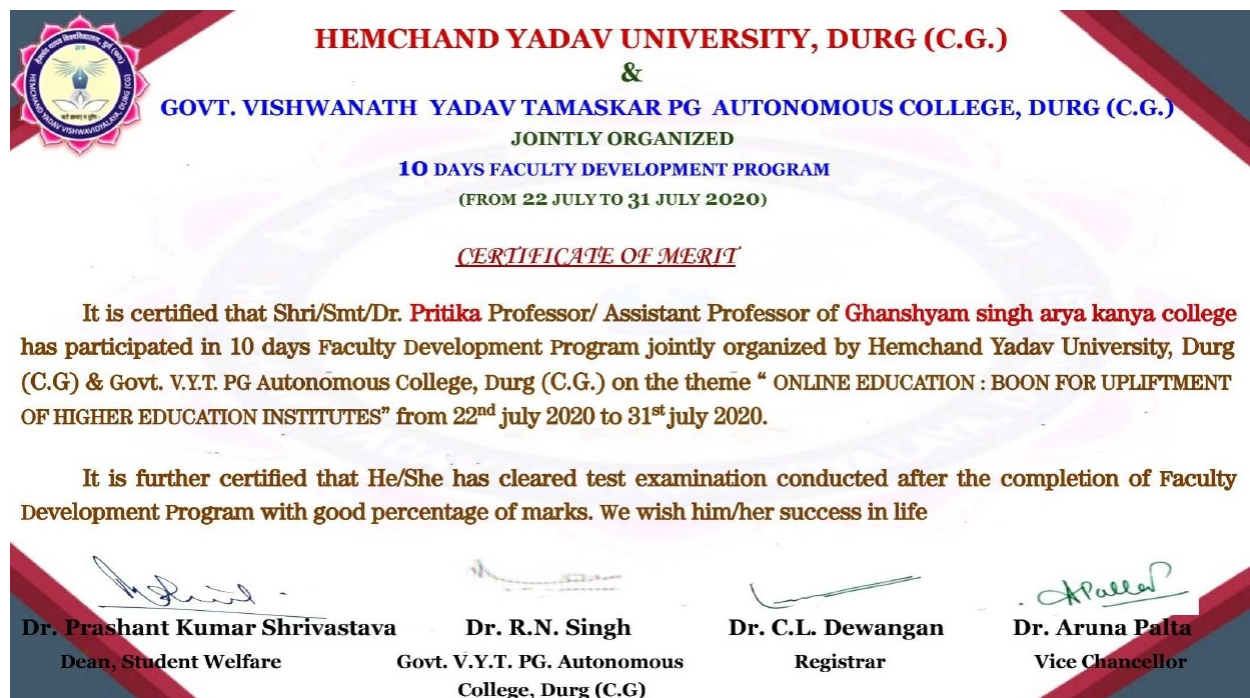 HEMCHAND YADAV UNIVERSITY, DURG (C.G.)
&
GOVT. VISHWANATH YADAV TAMASKAR PG AUTONOMOUS COLLEGE, DURG (C.G.)
JOINTLY ORGANIZED
10 DAYS FACULTY DEVELOPMENT PROGRAM
(FROM 22 JULY TO 31 JULY 2020)
CERTIFICATE OF MERIT
It is certified that Shri/Smt/Dr. Pritika Professor/ Assistant Professor of Ghanshyam singh arya kanya college
has participated in 10 days Faculty Development Program jointly organized by Hemchand Yadav University, Durg
(C.G) & Govt. V.Y.T. PG Autonomous College, Durg (C.G.) on the theme “ ONLINE EDUCATION : BOON FOR UPLIFTMENT
OF HIGHER EDUCATION INSTITUTES” from 22nd july 2020 to 31st july 2020.
It is further certified that He/She has cleared test examination conducted after the completion of Faculty
Development Program with good percentage of marks. We wish him/her success in life
Dr. Prashant Kumar Shrivastava Dr. R.N. Singh Dr. C.L. Dewangan Dr. Aruna Palta
Dean, Student Welfare Govt. V.Y.T. PG. Autonomous Registrar Vice Chancellor
College, Durg (C.G)
HEMCHAND YADAV VISHWAVIDYALAYA, DURG (CG)
2015